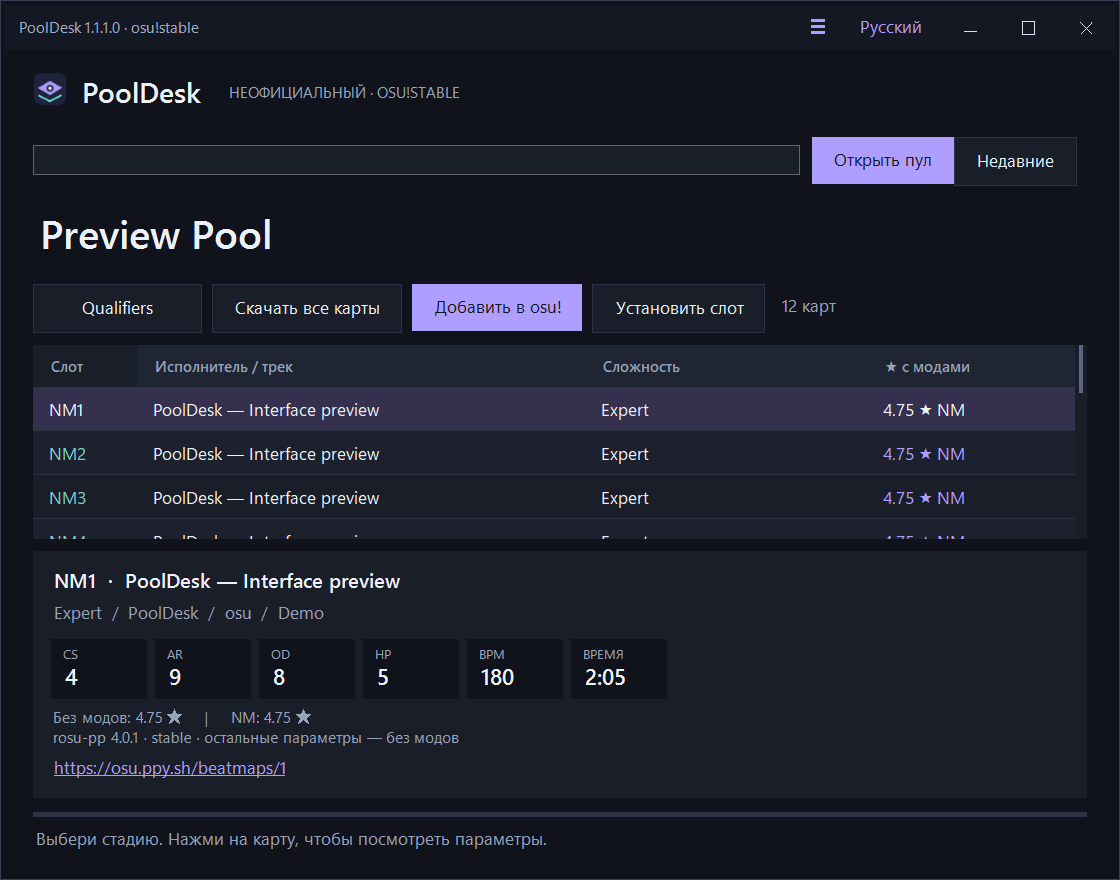 PoolDesk 1.1.1.0 · osu!stable
Русский
PoolDesk
НЕОФИЦИАЛЬНЫЙ · OSU!STABLE
Открыть пул
Недавние
Preview Pool
Qualifiers
Скачать все карты
Добавить в osu!
Установить слот
12 карт
Слот Исполнитель / трек Сложность ★ с модами
NM1 PoolDesk — Interface preview Expert 4.75 ★ NM
NM2 PoolDesk — Interface preview Expert 4.75 ★ NM
NM3 PoolDesk — Interface preview Expert 4.75 ★ NM
NM1 · PoolDesk — Interface preview
Expert / PoolDesk / osu / Demo
CS AR OD HP BPM ВРЕМЯ
4 9 8 5 180 2:05
Без модов: 4.75 ★ | NM: 4.75 ★
rosu-pp 4.0.1 · stable · остальные параметры — без модов
https://osu.ppy.sh/beatmaps/1
Выбери стадию. Нажми на карту, чтобы посмотреть параметры.